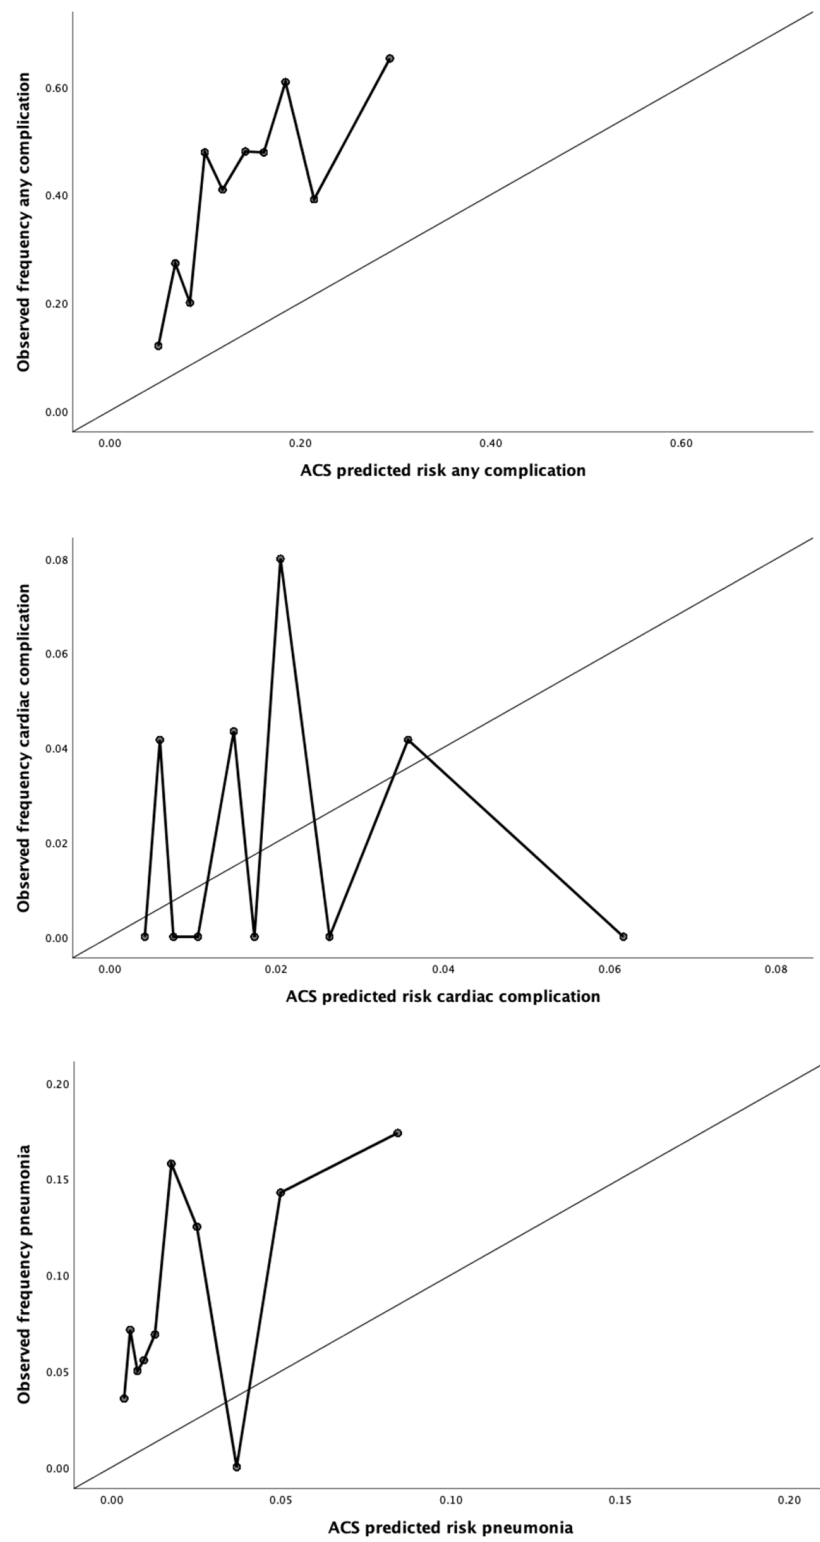 Observed frequency any complication
0.60
0.40
0.20
0.00
0.00 0.20 0.40 0.60
ACS predicted risk any complication
Observed frequency cardiac complication
0.08
0.06
0.04
0.02
0.00
0.00 0.02 0.04 0.06 0.08
ACS predicted risk cardiac complication
Observed frequency pneumonia
0.20
0.15
0.10
0.05
0.00
0.00 0.05 0.10 0.15 0.20
ACS predicted risk pneumonia